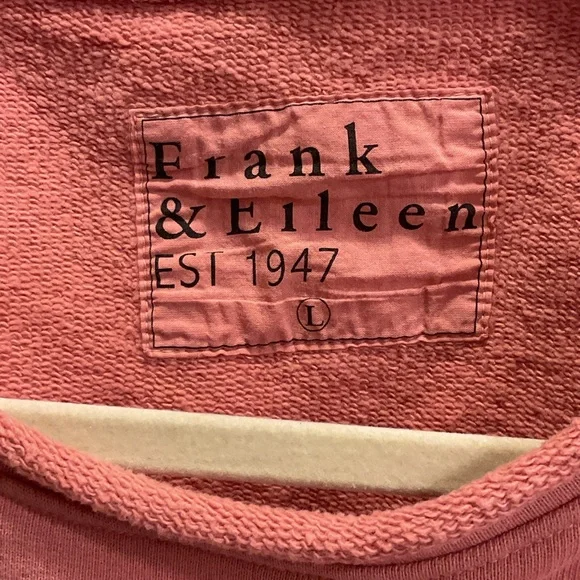 Frank
& Eileen
EST 1947
L